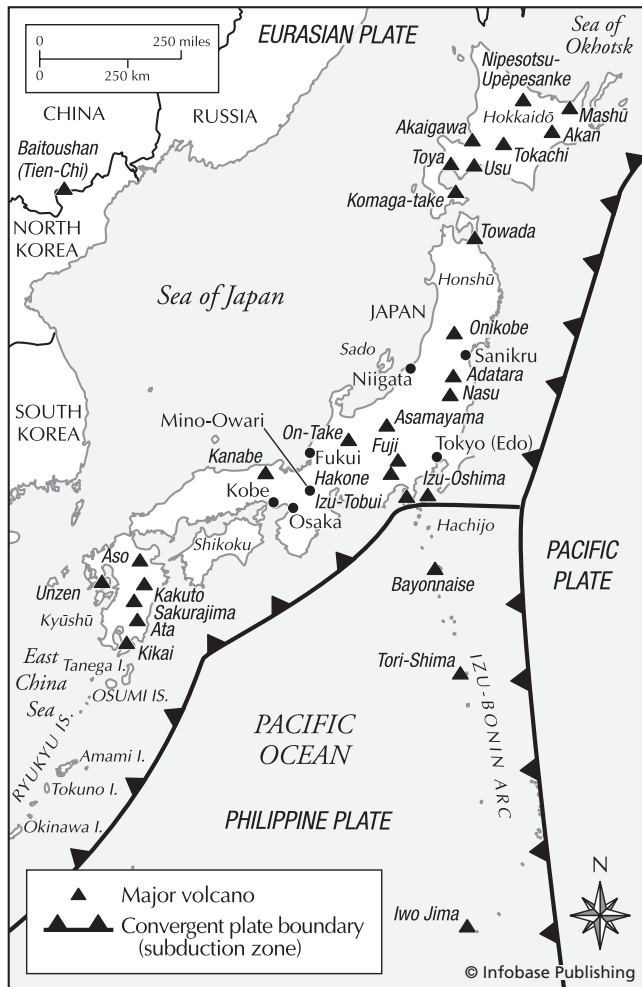 0
250 miles
0
250 km
EURASIAN PLATE
Sea of
Okhotsk
CHINA
RUSSIA
Baitoushan
(Tien-Chi)
NORTH
KOREA
SOUTH
KOREA
Nipesotsu-
Upepesanke
Hokkaidō
Mashū
Akan
Akaigawa
Tokachi
Toya
Usu
Komaga-take
Towada
Honshū
Sea of Japan
JAPAN
Onikobe
Sado
Sanikru
Niigata
Adatara
Nasu
Mino-Owari
Asamayama
On-Take
Fukui
Fuji
Tokyo (Edo)
Kanabe
Hakone
Izu-Oshima
Kobe
Izu-Tobui
Osaka
Hachijo
Shikoku
PACIFIC
PLATE
Aso
Unzen
Kakuto
Bayonnaise
Sakurajima
Kyūshū
Ata
Kikai
East
China
Sea
Tanega I.
OSUMI IS.
Tori-Shima
IZU-BONIN ARC
RYUKYU IS.
PACIFIC
OCEAN
Amami I.
Tokuno I.
Okinawa I.
PHILIPPINE PLATE
Major volcano
Convergent plate boundary
(subduction zone)
Iwo Jima
N
© Infobase Publishing